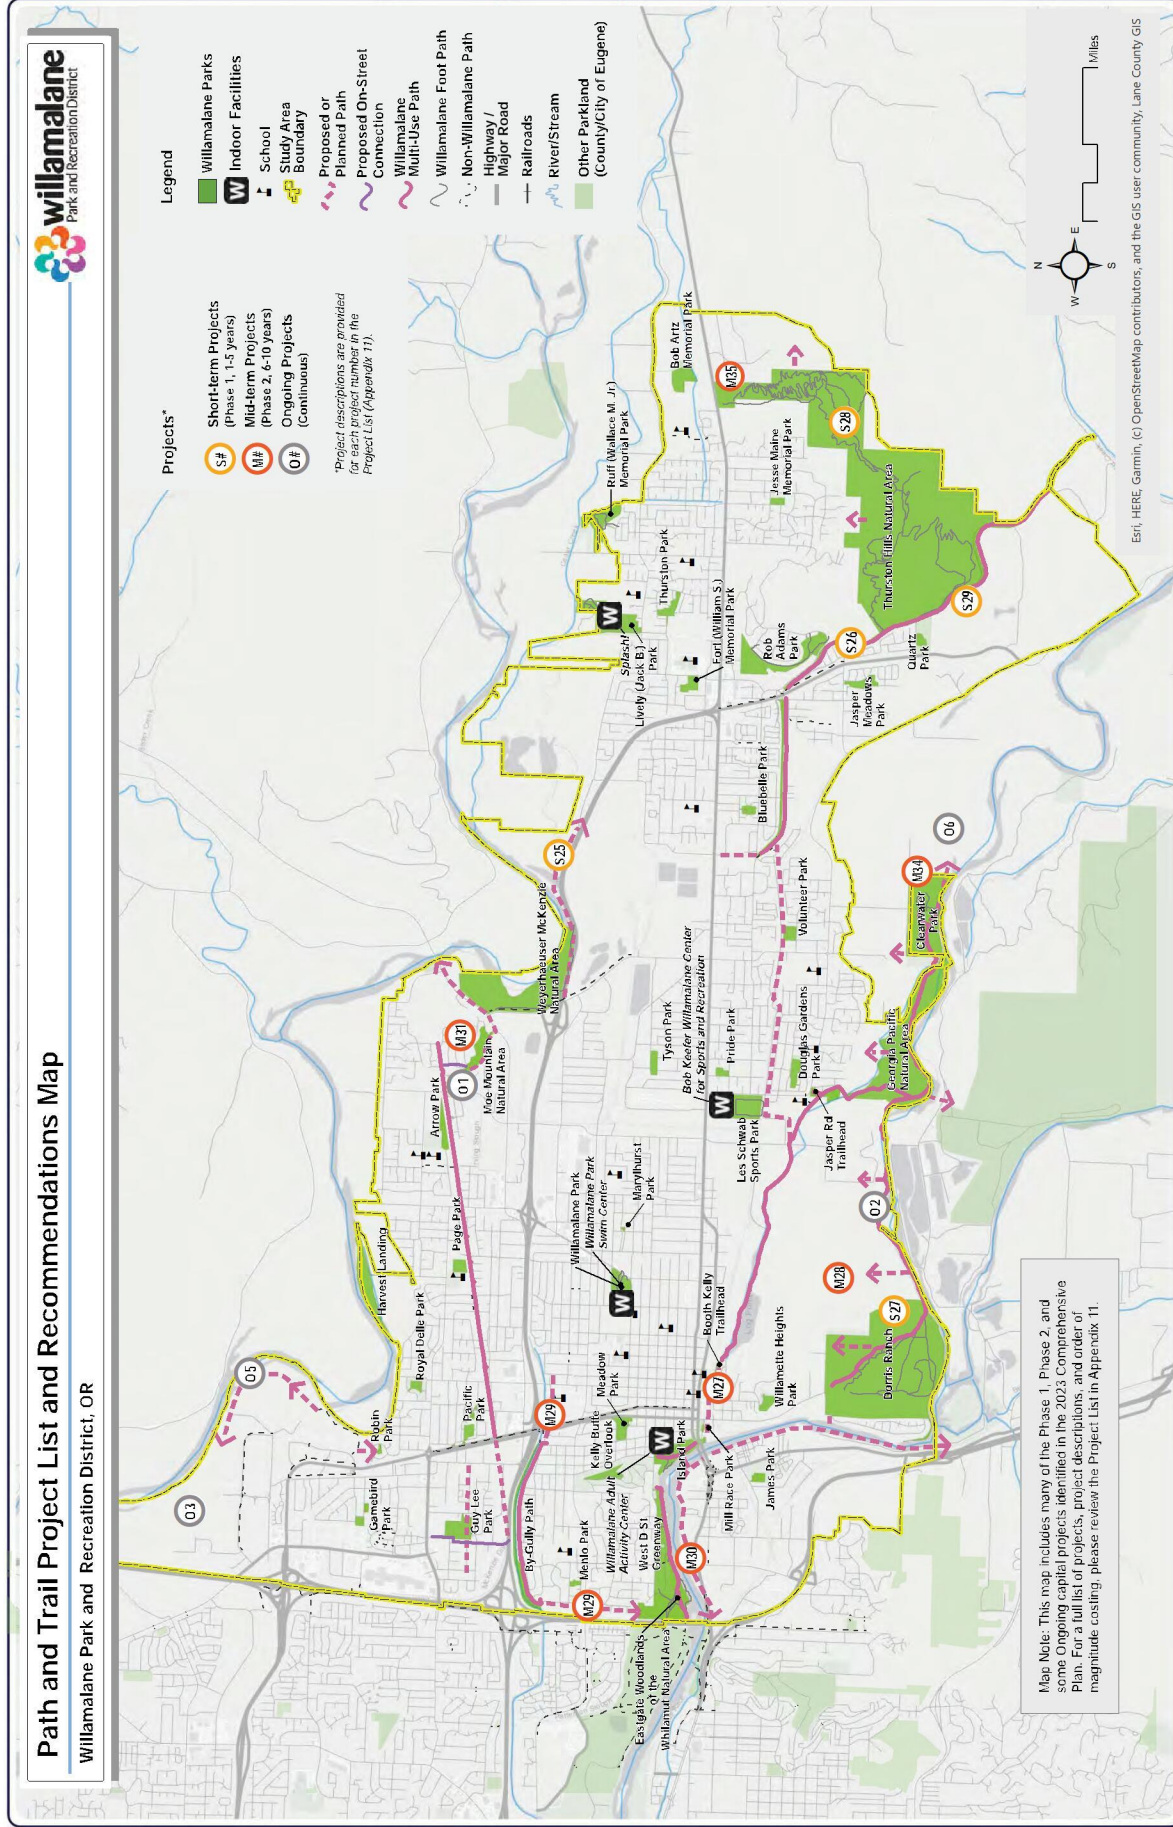 Path and Trail Project List and Recommendations Map
Willamalane Park and Recreation District, OR
willamalane
Park and Recreation District
Projects*
S#
Short-term Projects
(Phase 1, 1-5 years)
M#
Mid-term Projects
(Phase 2, 6-10 years)
O#
Ongoing Projects
(Continuous)
*Project descriptions are provided
for each project number in the
Project List (Appendix 11).
Legend
Willamalane Parks
W
Indoor Facilities
School
Study Area
Boundary
Proposed or
Planned Path
Proposed On-Street
Connection
Willamalane
Multi-Use Path
Willamalane Foot Path
Non-Willamalane Path
Highway /
Major Road
Railroads
River/Stream
Other Parkland
(County/City of Eugene)
O3
O5
Robin
Park
Gamebird
Park
Harvest Landing
Royal Delle Park
Pacific
Park
Guy Lee
Park
Page Park
Arrow Park
O1
M31
Moe Mountain
Natural Area
Weyerhaeuser McKenzie
Natural Area
S25
By-Gully Path
M29
M29
Menlo Park
Willamalane Adult
Activity Center
West D St
Greenway
Kelly Butte
Overlook
Meadow
Park
W
Island Park
Willamalane Park
Willamalane Park
Swim Center
W
Marylhurst
Park
Tyson Park
Bob Keefer Willamalane Center
for Sports and Recreation
Pride Park
W
Les Schwab
Sports Park
Splash!
Lively (Jack B.)
Park
W
Thurston Park
Ruff (Wallace M. Jr)
Memorial Park
Bob Artz
Memorial Park
Fort (William S.)
Memorial Park
M35
Jesse Maine
Memorial Park
S28
Thurston Hills Natural Area
Rob
Adams
Park
S26
S29
Quartz
Park
Jasper
Meadows
Park
Bluebelle Park
Volunteer Park
Douglas Gardens
Park
Jasper Rd
Trailhead
Booth Kelly
Trailhead
M27
Willamette Heights
Park
Mill Race Park
James Park
M30
Eastgate Woodlands
of the
Whilamut Natural Area
M28
S27
Dorris Ranch
O2
Georgia Pacific
Natural Area
Clearwater
Park
M34
O6
Map Note: This map includes many of the Phase 1, Phase 2, and
some Ongoing capital projects identified in the 2023 Comprehensive
Plan. For a full list of projects, project descriptions, and order of
magnitude costing, please review the Project List in Appendix 11.
N
W
E
S
Miles
Esri, HERE, Garmin, (c) OpenStreetMap contributors, and the GIS user community, Lane County GIS